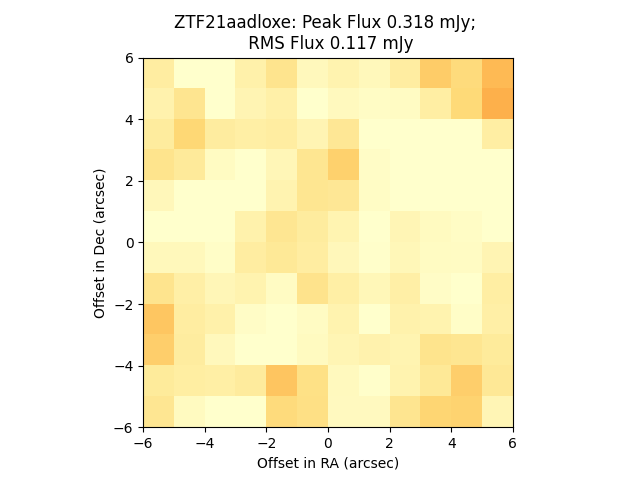 ZTF21aadloxe: Peak Flux 0.318 mJy;
RMS Flux 0.117 mJy
6
4
2
0
−2
−4
−6
Offset in Dec (arcsec)
−6 −4 −2 0 2 4 6
Offset in RA (arcsec)